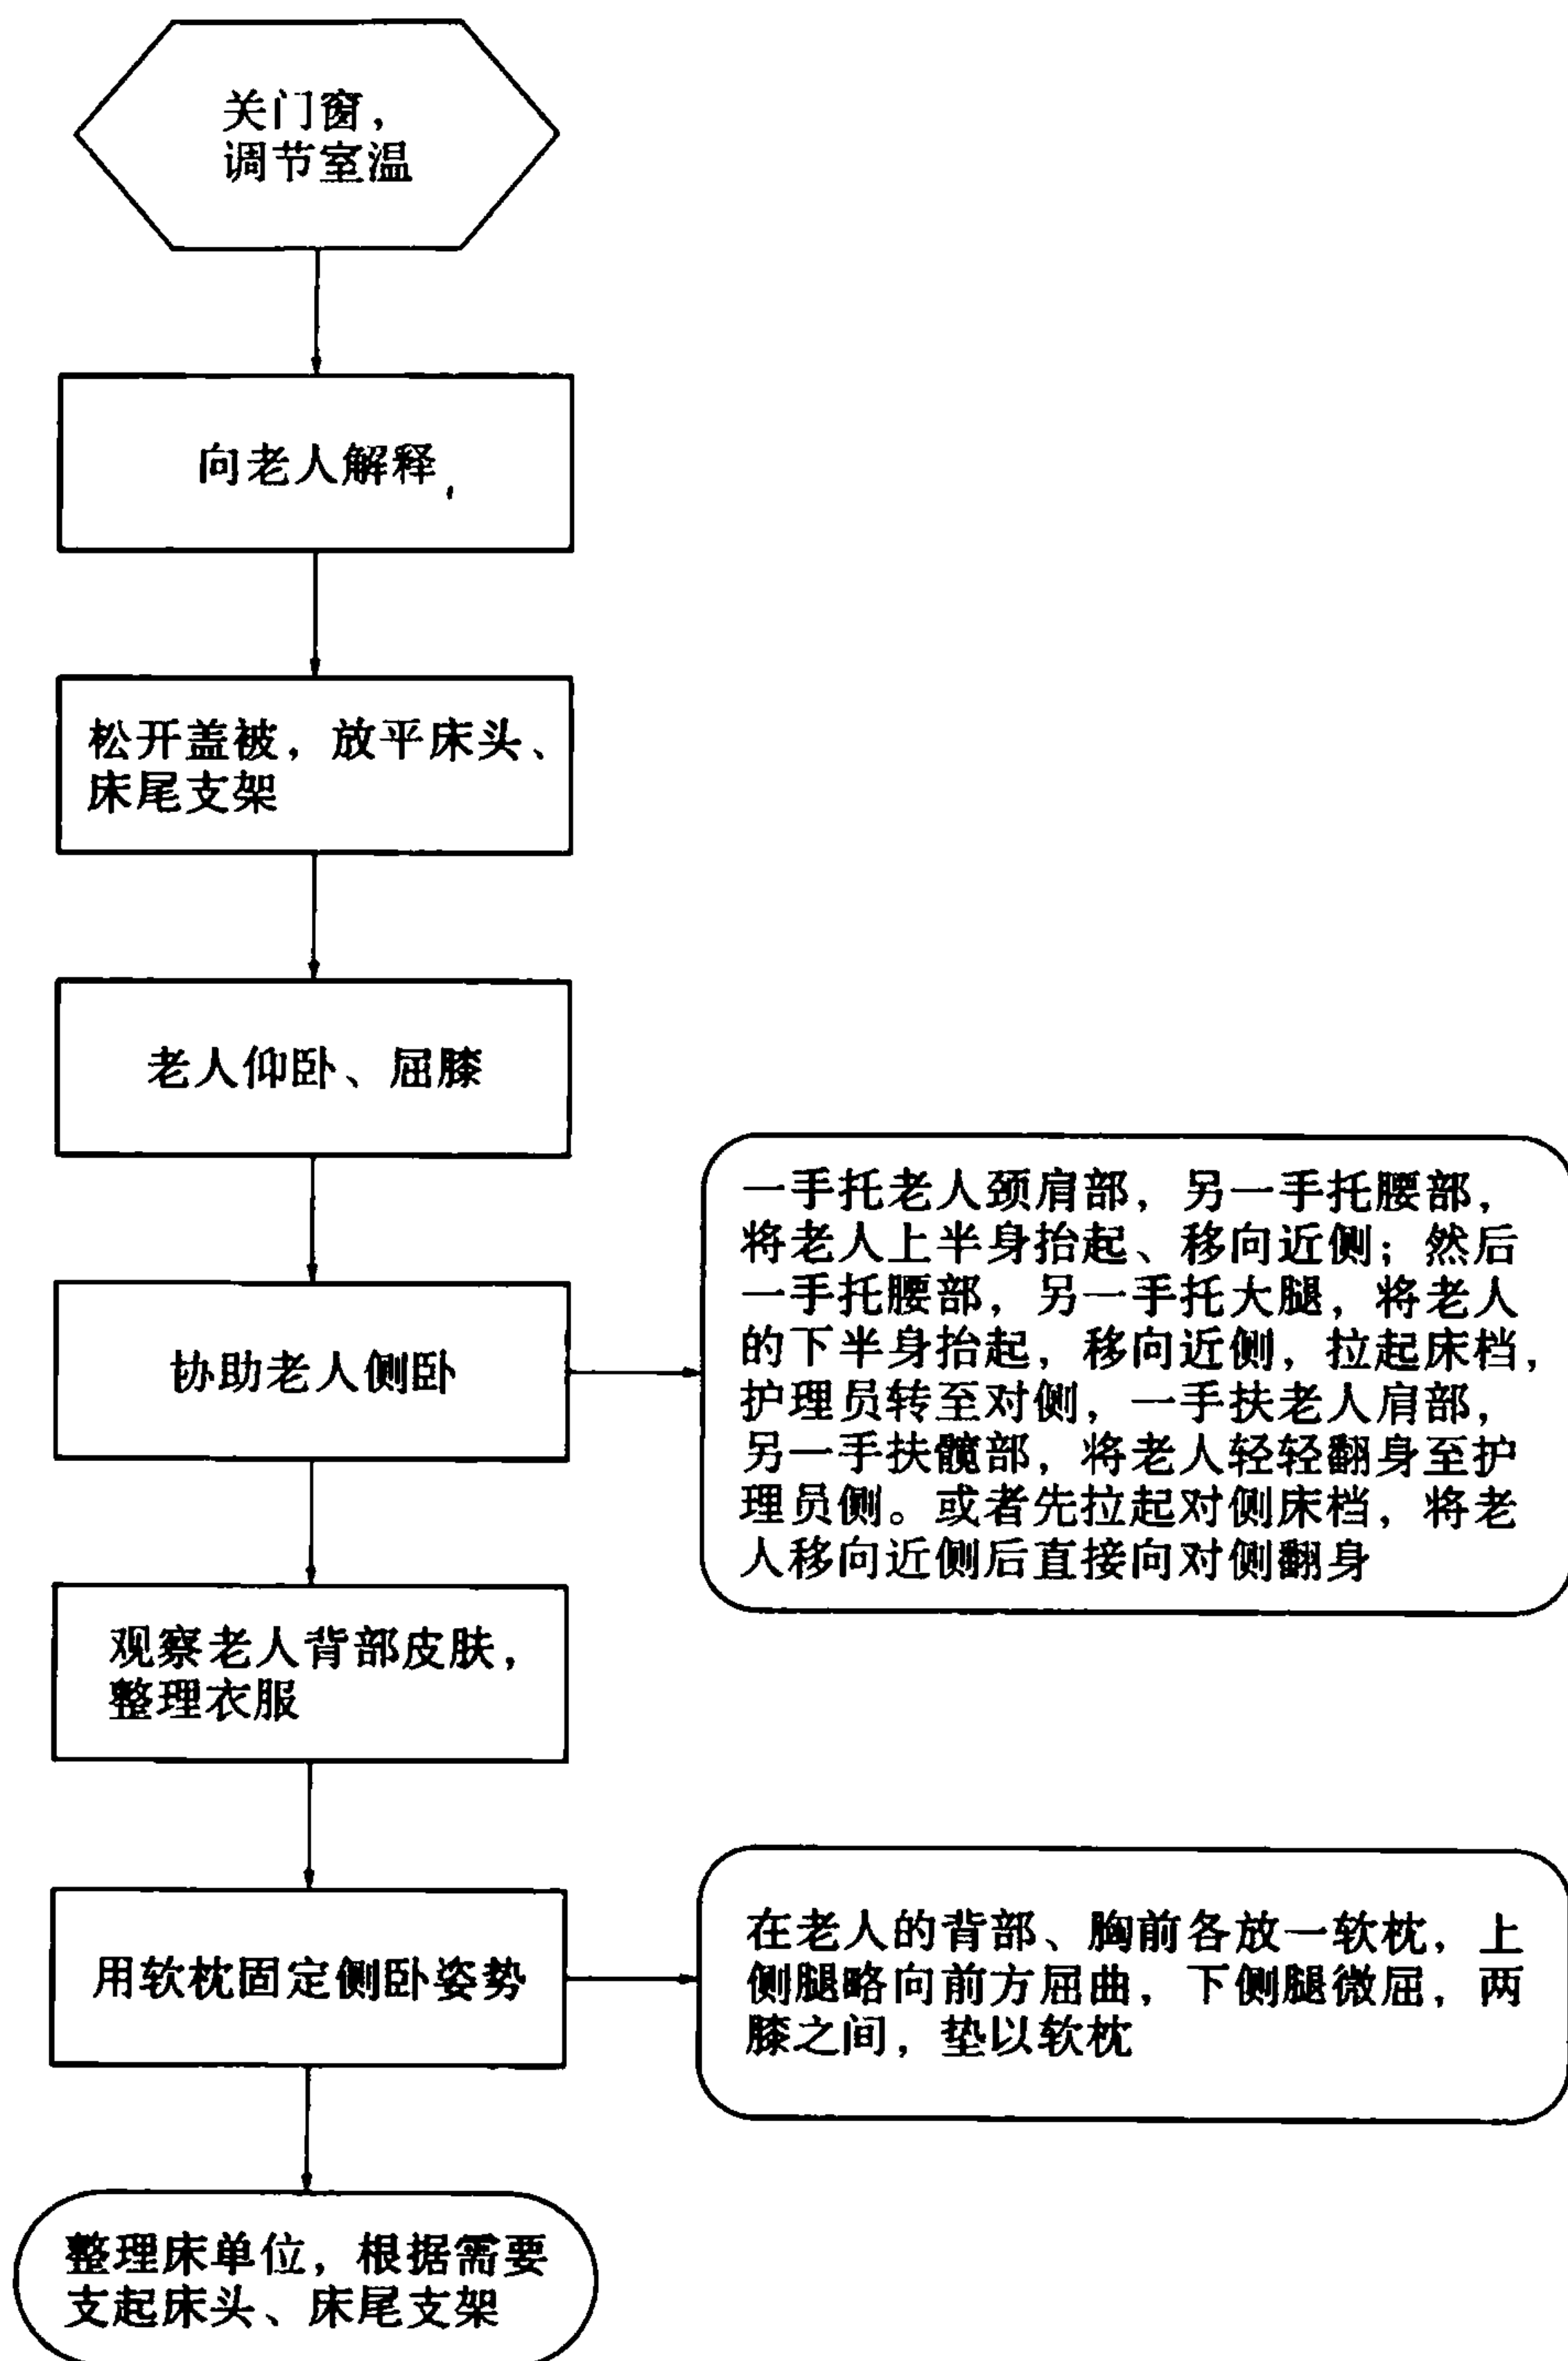 关门窗，
调节室温
向老人解释，
松开盖被，放平床头、
床尾支架
老人仰卧、屈膝
协助老人侧卧
一手托老人颈肩部，另一手托腰部，
将老人上半身抬起、移向近侧；然后
一手托腰部，另一手托大腿，将老人
的下半身抬起，移向近侧，拉起床档，
护理员转至对侧，一手扶老人肩部，
另一手扶髋部，将老人轻轻翻身至护
理员侧。或者先拉起对侧床档，将老
人移向近侧后直接向对侧翻身
观察老人背部皮肤，
整理衣服
用软枕固定侧卧姿势
在老人的背部、胸前各放一软枕，上
侧腿略向前方屈曲，下侧腿微屈，两
膝之间，垫以软枕
整理床单位，根据需要
支起床头、床尾支架